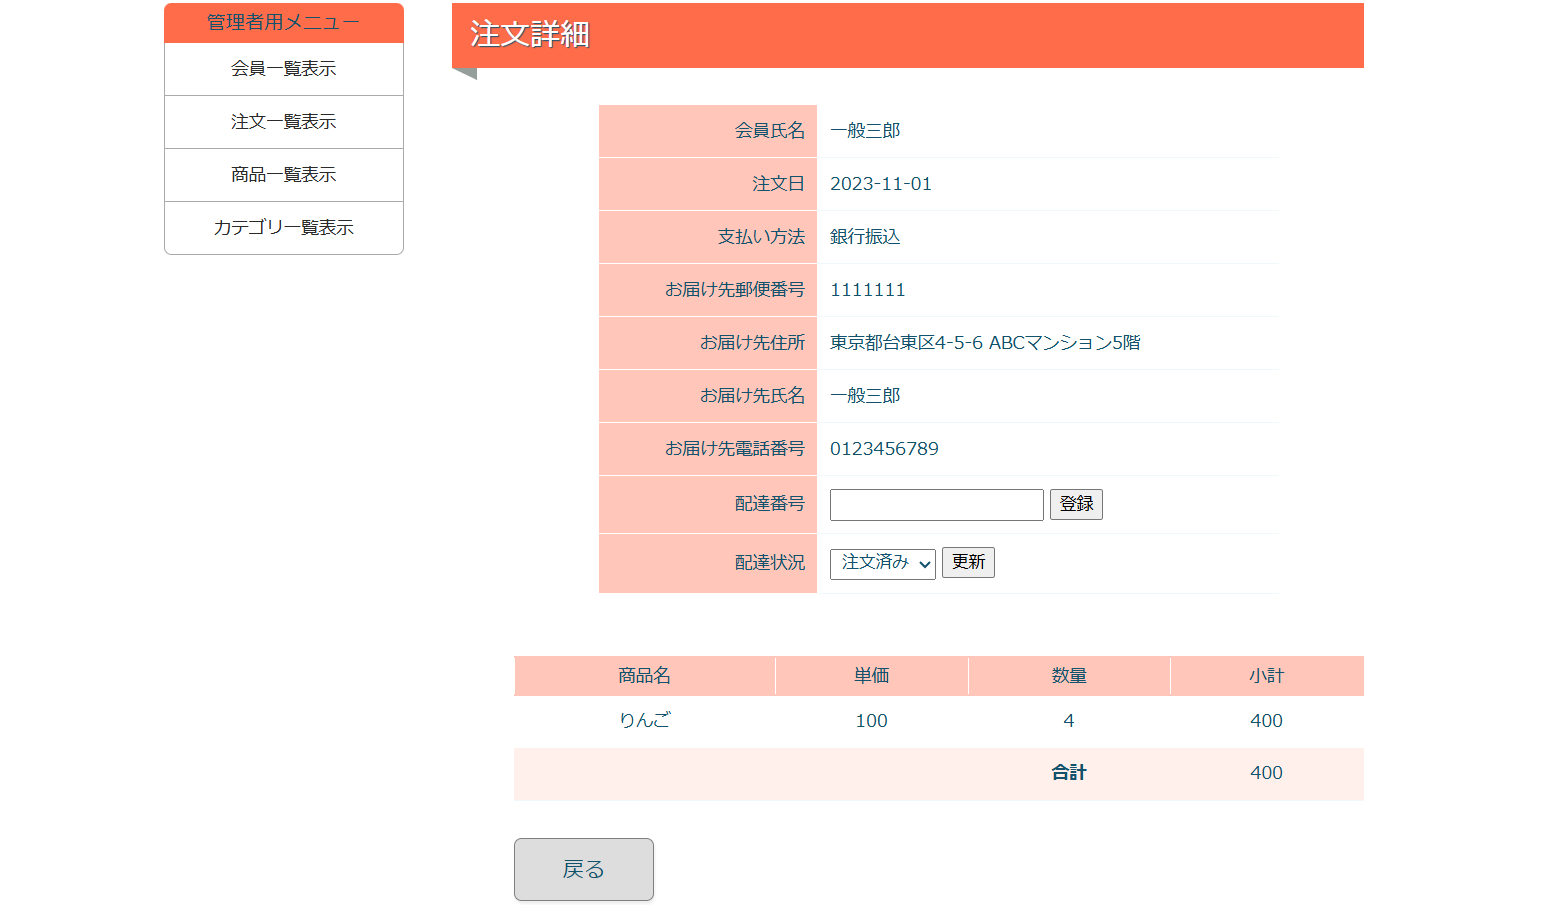 管理者用メニュー
会員一覧表示
注文一覧表示
商品一覧表示
カテゴリ一覧表示
注文詳細
会員氏名 一般三郎
注文日 2023-11-01
支払い方法 銀行振込
お届け先郵便番号 1111111
お届け先住所 東京都台東区4-5-6 ABCマンション5階
お届け先氏名 一般三郎
お届け先電話番号 0123456789
配達番号 登録
配達状況 注文済み 更新
商品名 単価 数量 小計
りんご 100 4 400
合計 400
戻る